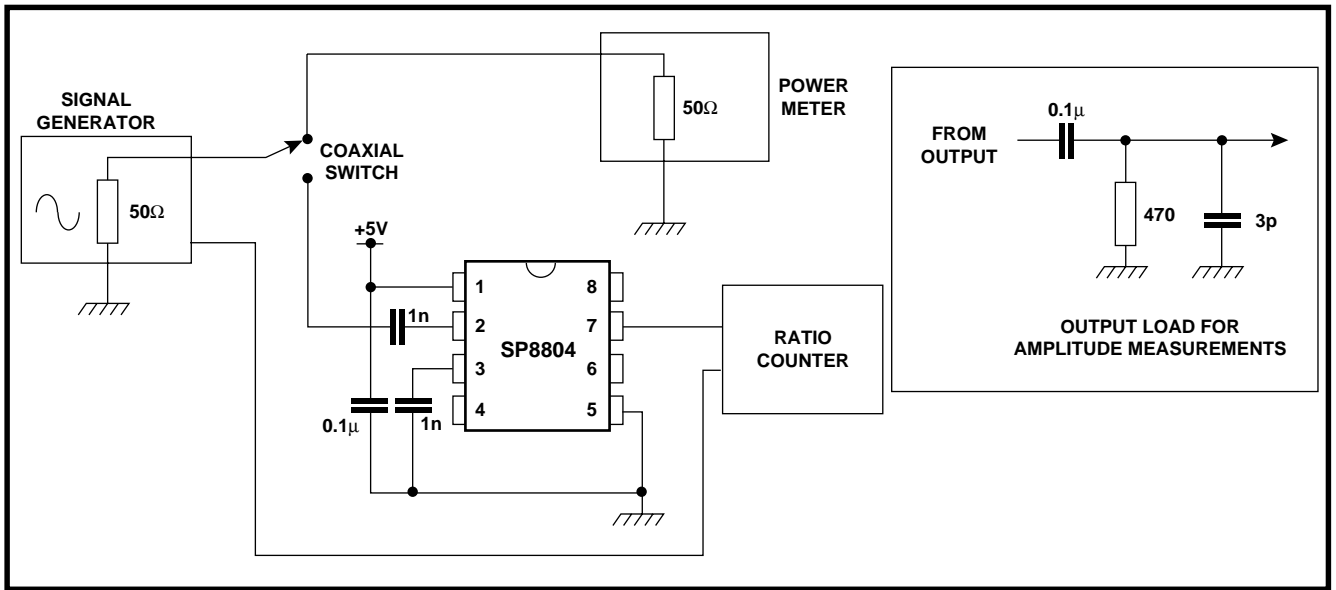 SIGNAL
GENERATOR
50Ω
COAXIAL
SWITCH
50Ω
POWER
METER
+5V
1n
0.1μ
1n
1
2
3
4
SP8804
8
7
6
5
RATIO
COUNTER
FROM
OUTPUT
0.1μ
470
3p
OUTPUT LOAD FOR
AMPLITUDE MEASUREMENTS